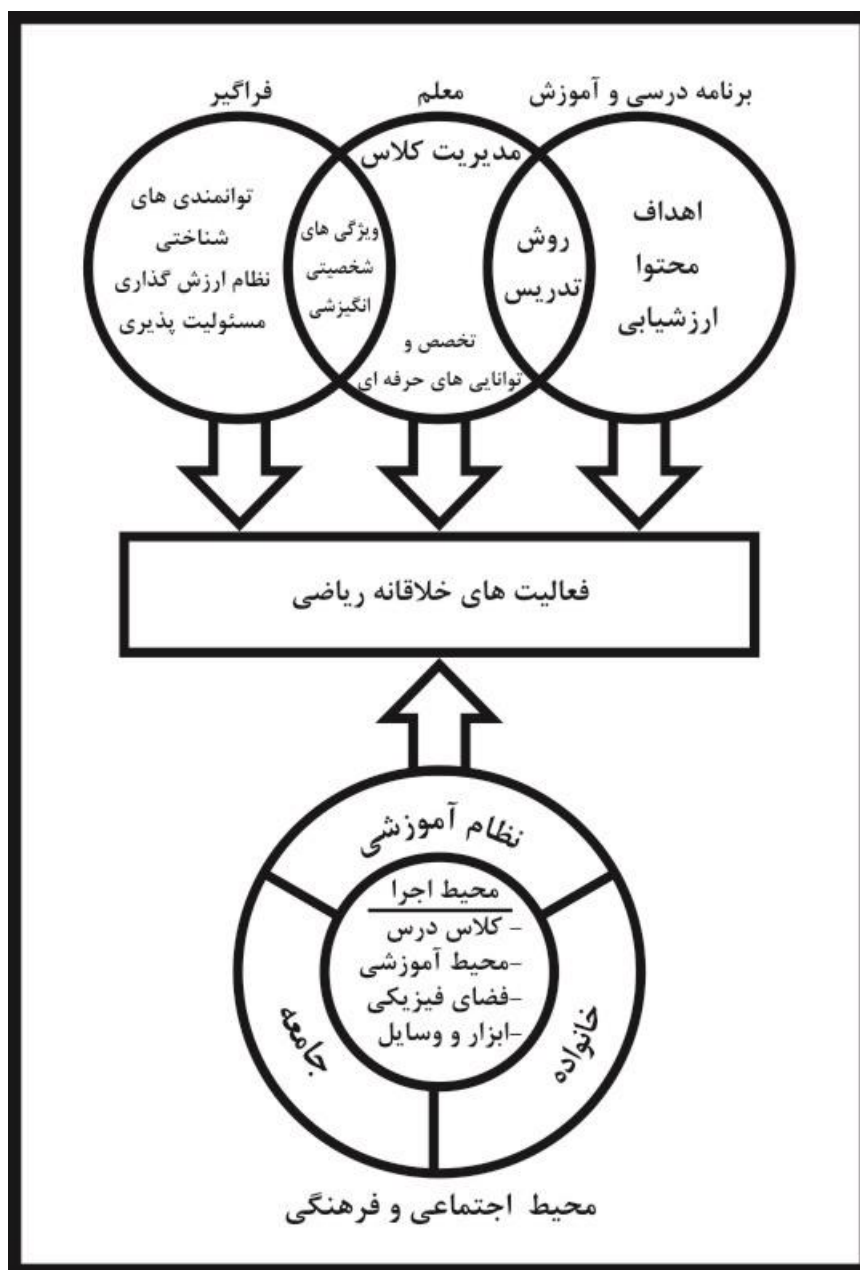 برنامه درسی و آموزش
معلم
فراگیر
اهداف
محتوا
ارزشیابی
روش
تدریس
مدیریت کلاس
تخصص و
توانایی های حرفه ای
ویژگی های
شخصیتی
انگیزشی
توانمندی های
شناختی
نظام ارزش گذاری
مسئولیت پذیری
فعالیت های خلاقانه ریاضی
نظام آموزشی
محیط اجرا
- کلاس درس
-محیط آموزشی
-فضای فیزیکی
-ابزار و وسایل
خانواده
جامعه
محیط اجتماعی و فرهنگی